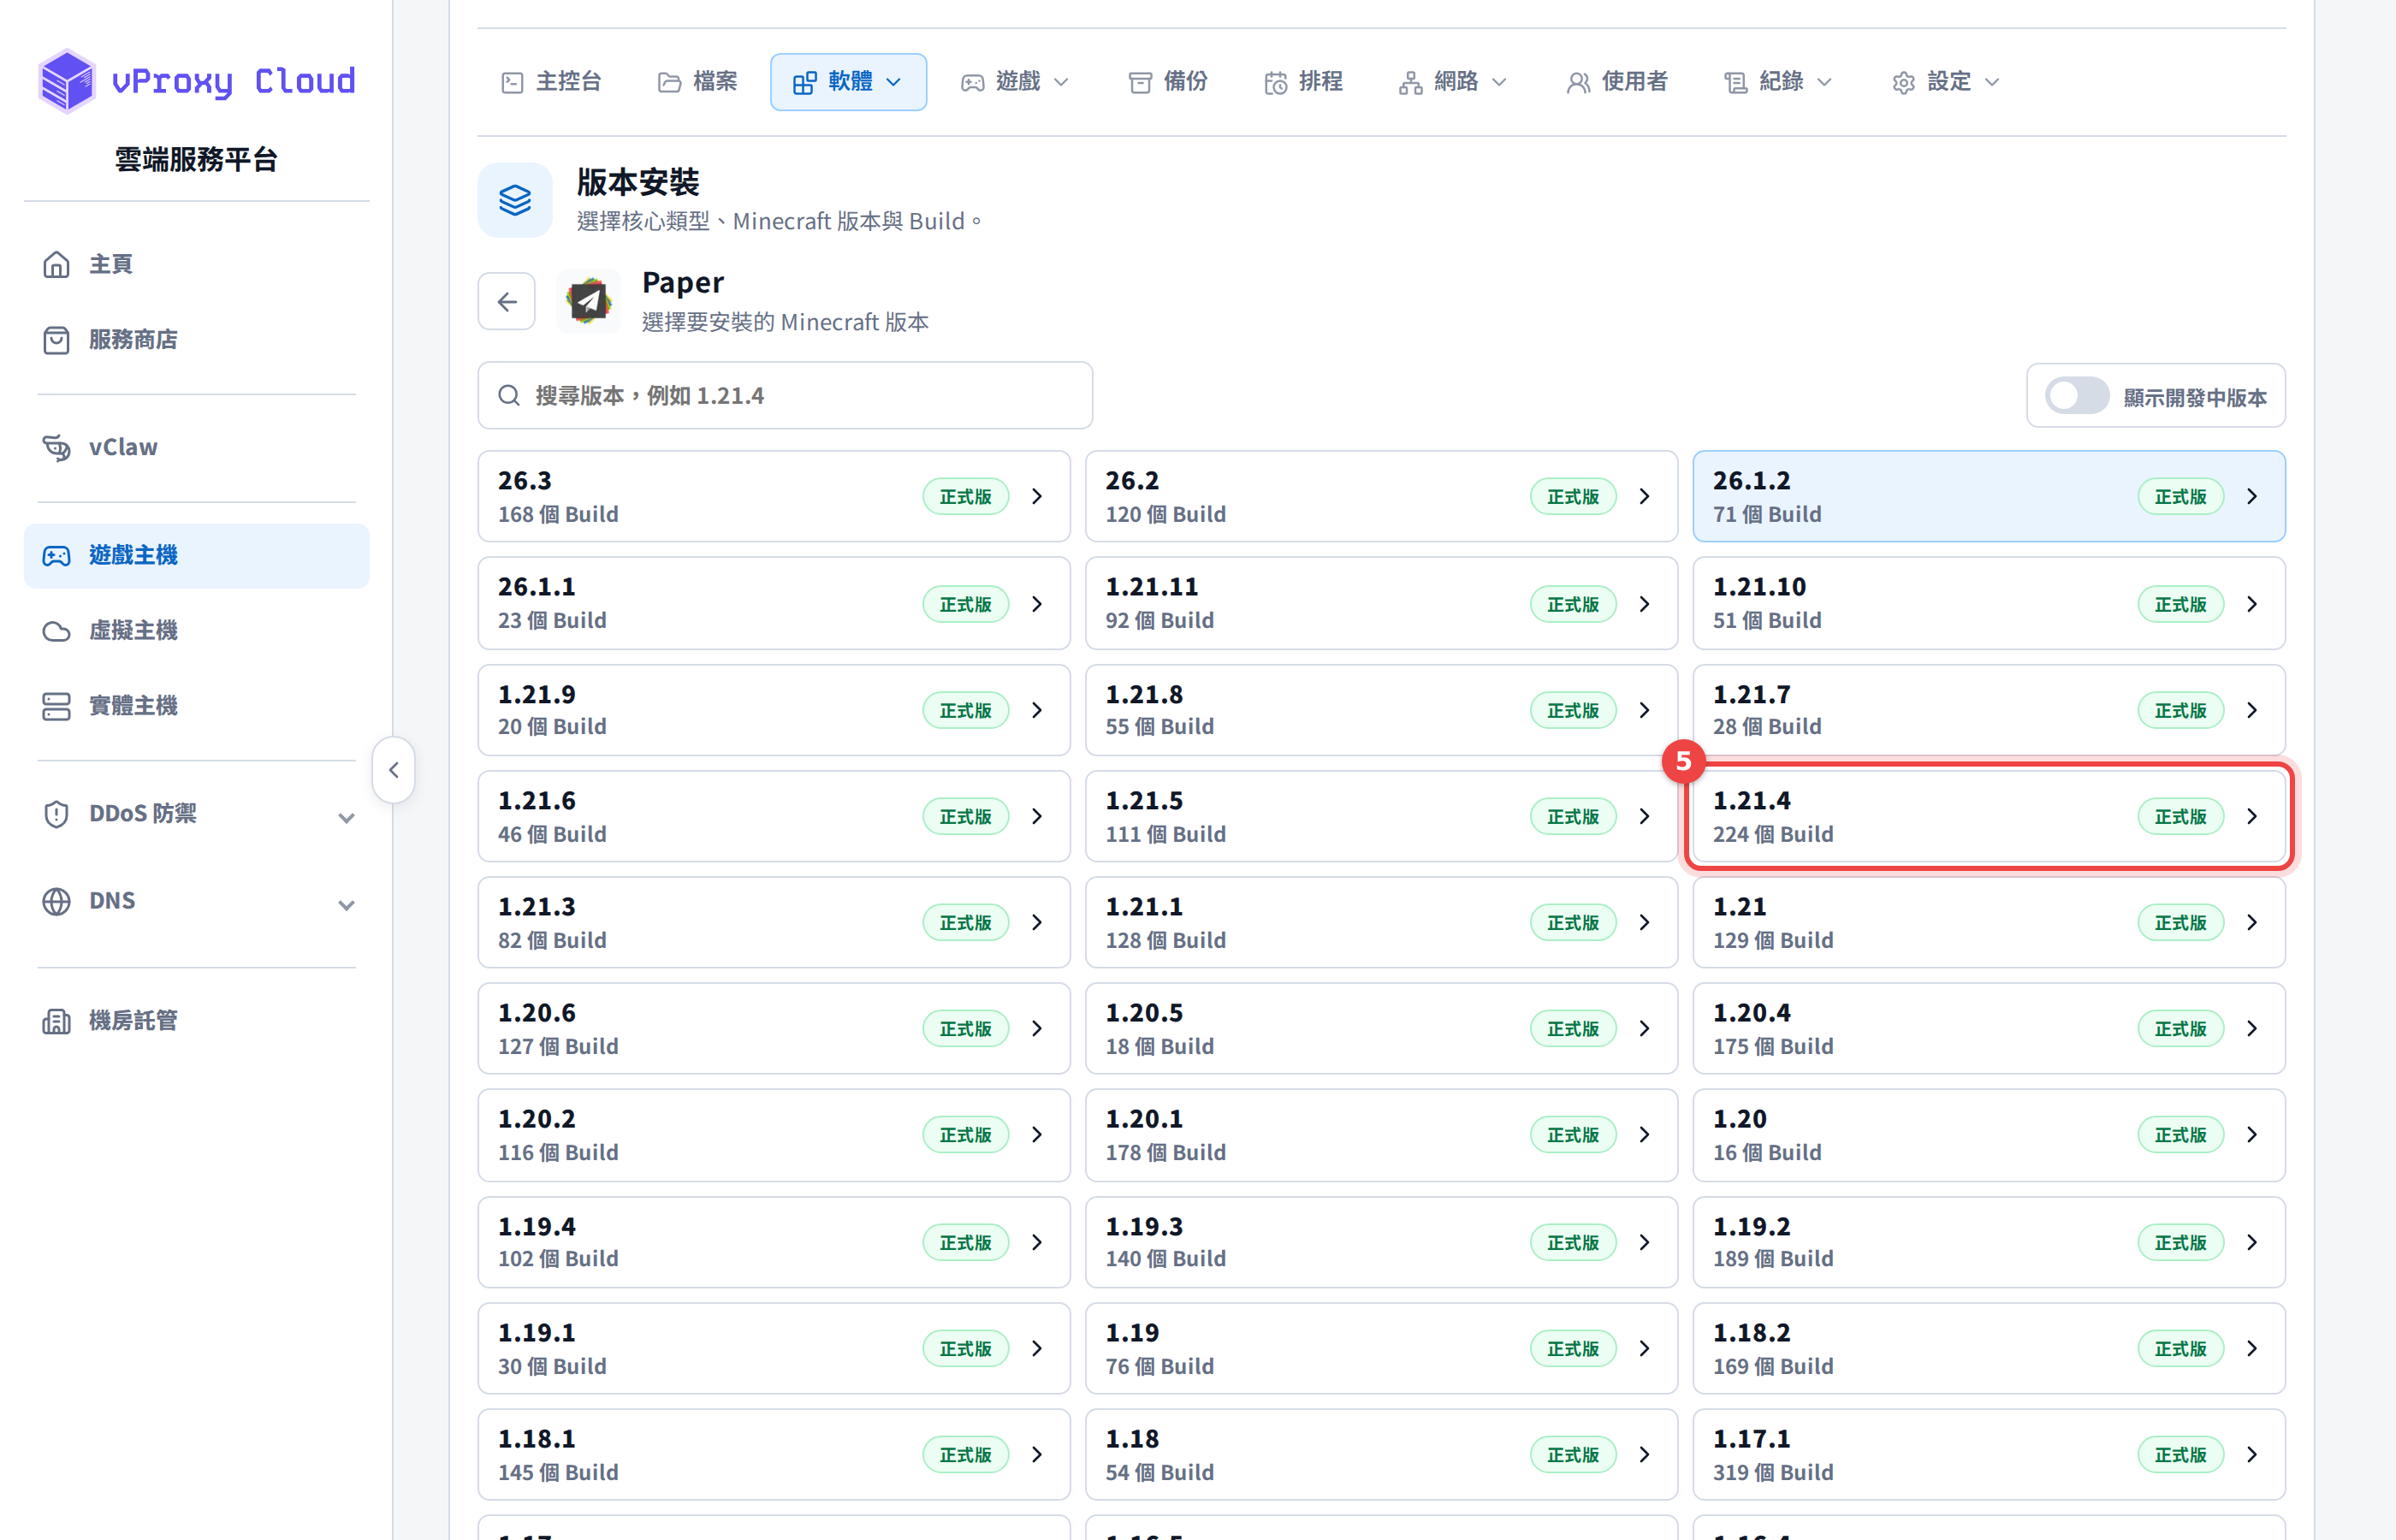 vProxy Cloud
雲端服務平台
主頁
服務商店
vClaw
遊戲主機
虛擬主機
實體主機
DDoS 防禦
DNS
機房託管
主控台 檔案 軟體 遊戲 備份 排程 網路 使用者 紀錄 設定
版本安裝
選擇核心類型、Minecraft 版本與 Build。
Paper
選擇要安裝的 Minecraft 版本
搜尋版本，例如 1.21.4
顯示開發中版本
26.3
168 個 Build
正式版
26.2
120 個 Build
正式版
26.1.2
71 個 Build
正式版
26.1.1
23 個 Build
正式版
1.21.11
92 個 Build
正式版
1.21.10
51 個 Build
正式版
1.21.9
20 個 Build
正式版
1.21.8
55 個 Build
正式版
1.21.7
28 個 Build
正式版
1.21.6
46 個 Build
正式版
1.21.5
111 個 Build
正式版
5
1.21.4
224 個 Build
正式版
1.21.3
82 個 Build
正式版
1.21.1
128 個 Build
正式版
1.21
129 個 Build
正式版
1.20.6
127 個 Build
正式版
1.20.5
18 個 Build
正式版
1.20.4
175 個 Build
正式版
1.20.2
116 個 Build
正式版
1.20.1
178 個 Build
正式版
1.20
16 個 Build
正式版
1.19.4
102 個 Build
正式版
1.19.3
140 個 Build
正式版
1.19.2
189 個 Build
正式版
1.19.1
30 個 Build
正式版
1.19
76 個 Build
正式版
1.18.2
169 個 Build
正式版
1.18.1
145 個 Build
正式版
1.18
54 個 Build
正式版
1.17.1
319 個 Build
正式版